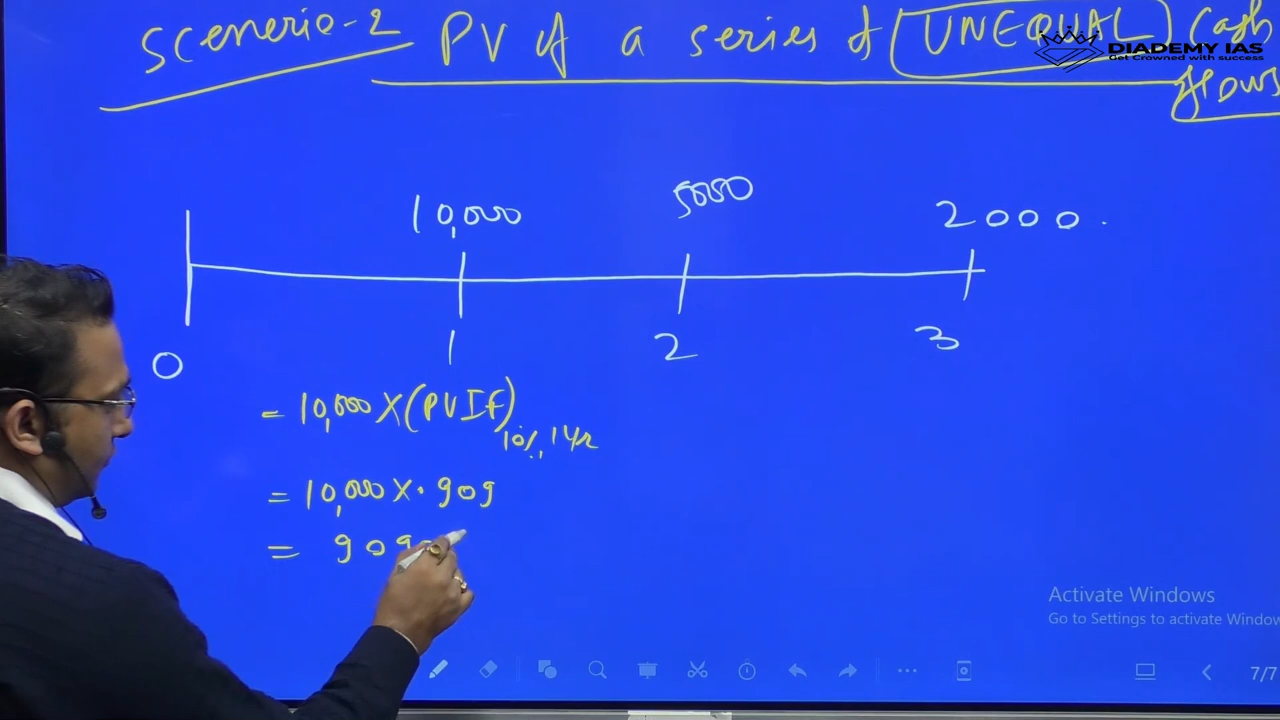 Scenerio-2 PV of a series of UNEQUAL Cash
flows
DIADEMY IAS
Get Crowned with success
10,000 5000 2000.
0 1 2 3
= 10,000 X (PVIf) 10%, 1 yr
= 10,000 X .909
= 909
Activate Windows
Go to Settings to activate Window
7/7